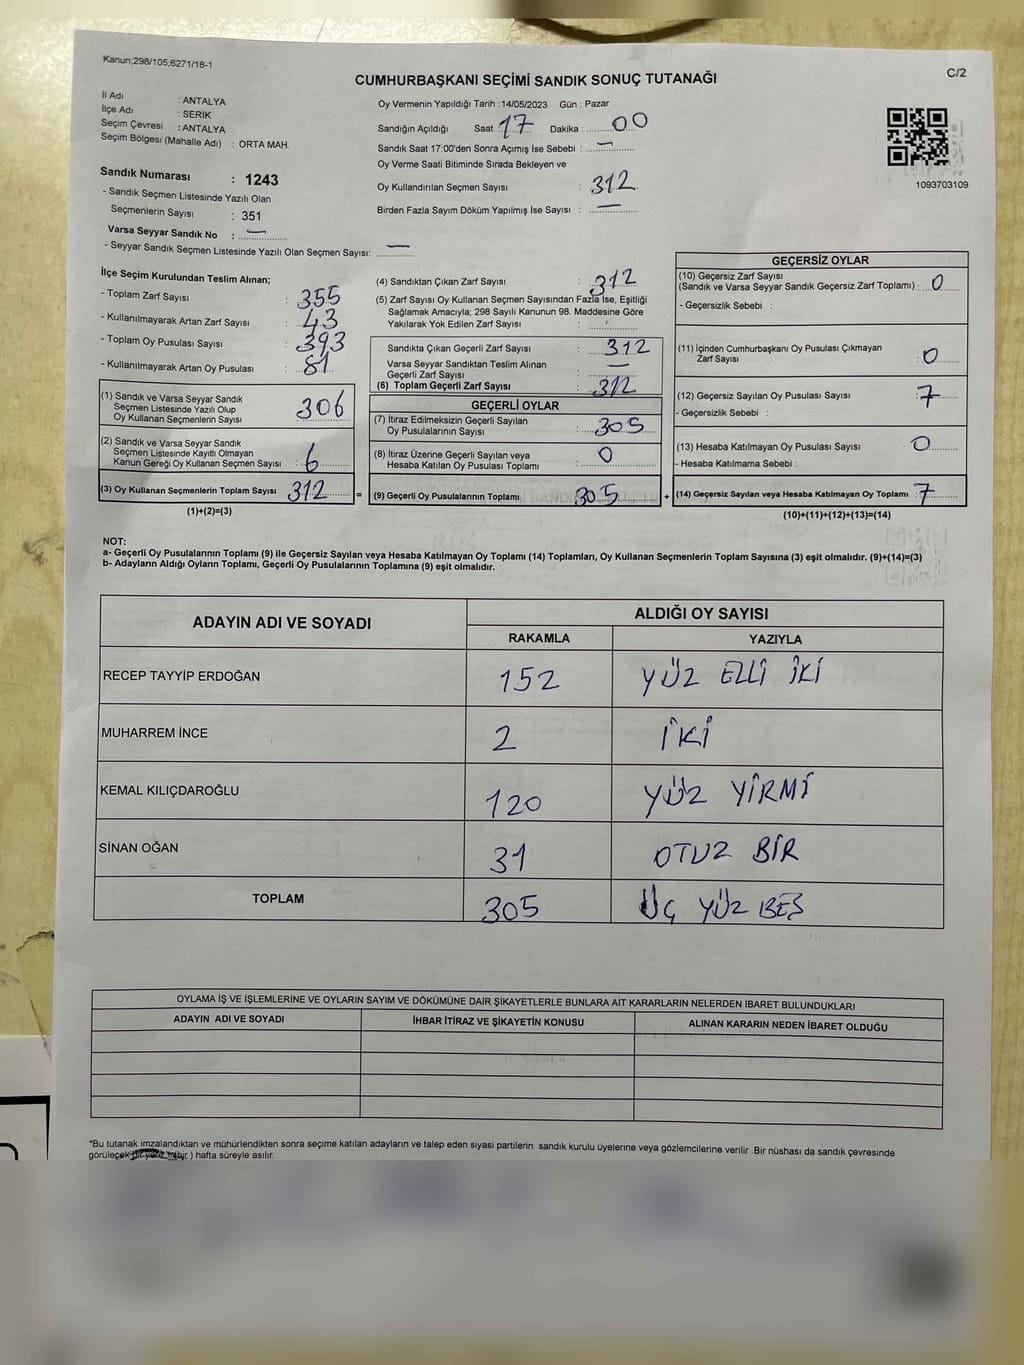 Kanun;298/105;6271/18-1
C/2
CUMHURBAŞKANI SEÇİMİ SANDIK SONUÇ TUTANAĞI
İl Adı : ANTALYA
İlçe Adı : SERİK
Seçim Çevresi : ANTALYA
Seçim Bölgesi (Mahalle Adı) : ORTA MAH.
Sandık Numarası : 1243
- Sandık Seçmen Listesinde Yazılı Olan
Seçmenlerin Sayısı : 351
Varsa Seyyar Sandık No : —
- Seyyar Sandık Seçmen Listesinde Yazılı Olan Seçmen Sayısı: —
Oy Vermenin Yapıldığı Tarih :14/05/2023 Gün : Pazar
Sandığın Açıldığı Saat 17 Dakika : 00
Sandık Saat 17:00'den Sonra Açımış İse Sebebi : —
Oy Verme Saati Bitiminde Sırada Bekleyen ve
Oy Kullandırılan Seçmen Sayısı : 312
Birden Fazla Sayım Döküm Yapılmış İse Sayısı : —
1093703109
İlçe Seçim Kurulundan Teslim Alınan;
- Toplam Zarf Sayısı : 355
- Kullanılmayarak Artan Zarf Sayısı : 43
- Toplam Oy Pusulası Sayısı : 393
- Kullanılmayarak Artan Oy Pusulası : 81
(1) Sandık ve Varsa Seyyar Sandık
Seçmen Listesinde Yazılı Olup
Oy Kullanan Seçmenlerin Sayısı : 306
(2) Sandık ve Varsa Seyyar Sandık
Seçmen Listesinde Kayıtlı Olmayan
Kanun Gereği Oy Kullanan Seçmen Sayısı : 6
(3) Oy Kullanan Seçmenlerin Toplam Sayısı 312 =
(1)+(2)=(3)
(4) Sandıktan Çıkan Zarf Sayısı : 312
(5) Zarf Sayısı Oy Kullanan Seçmen Sayısından Fazla İse, Eşitliği
Sağlamak Amacıyla; 298 Sayılı Kanunun 98. Maddesine Göre
Yakılarak Yok Edilen Zarf Sayısı :
Sandıkta Çıkan Geçerli Zarf Sayısı : 312
Varsa Seyyar Sandıktan Teslim Alınan
Geçerli Zarf Sayısı : —
(6) Toplam Geçerli Zarf Sayısı : 312
GEÇERLİ OYLAR
(7) İtiraz Edilmeksizin Geçerli Sayılan
Oy Pusulalarının Sayısı : 305
(8) İtiraz Üzerine Geçerli Sayılan veya
Hesaba Katılan Oy Pusulası Toplamı : 0
(9) Geçerli Oy Pusulalarının Toplamı 305 +
GEÇERSİZ OYLAR
(10) Geçersiz Zarf Sayısı
(Sandık ve Varsa Seyyar Sandık Geçersiz Zarf Toplamı) : 0
- Geçersizlik Sebebi :
(11) İçinden Cumhurbaşkanı Oy Pusulası Çıkmayan
Zarf Sayısı : 0
(12) Geçersiz Sayılan Oy Pusulası Sayısı : 7
- Geçersizlik Sebebi :
(13) Hesaba Katılmayan Oy Pusulası Sayısı : 0
- Hesaba Katılmama Sebebi :
(14) Geçersiz Sayılan veya Hesaba Katılmayan Oy Toplamı : 7
(10)+(11)+(12)+(13)=(14)
NOT:
a- Geçerli Oy Pusulalarının Toplamı (9) ile Geçersiz Sayılan veya Hesaba Katılmayan Oy Toplamı (14) Toplamları, Oy Kullanan Seçmenlerin Toplam Sayısına (3) eşit olmalıdır. (9)+(14)=(3)
b- Adayların Aldığı Oyların Toplamı, Geçerli Oy Pusulalarının Toplamına (9) eşit olmalıdır.
ADAYIN ADI VE SOYADI
ALDIĞI OY SAYISI
RAKAMLA YAZIYLA
RECEP TAYYİP ERDOĞAN 152 YÜZ ELLİ İKİ
MUHARREM İNCE 2 İKİ
KEMAL KILIÇDAROĞLU 120 YÜZ YİRMİ
SİNAN OĞAN 31 OTUZ BİR
TOPLAM 305 ÜÇ YÜZ BEŞ
OYLAMA İŞ VE İŞLEMLERİNE VE OYLARIN SAYIM VE DÖKÜMÜNE DAİR ŞİKAYETLERLE BUNLARA AİT KARARLARIN NELERDEN İBARET BULUNDUKLARI
ADAYIN ADI VE SOYADI İHBAR İTİRAZ VE ŞİKAYETİN KONUSU ALINAN KARARIN NEDEN İBARET OLDUĞU
*Bu tutanak imzalandıktan ve mühürlendikten sonra seçime katılan adayların ve talep eden siyasi partilerin sandık kurulu üyelerine veya gözlemcilerine verilir .Bir nüshası da sandık çevresinde
görülecek (bir ) hafta süreyle asılır.